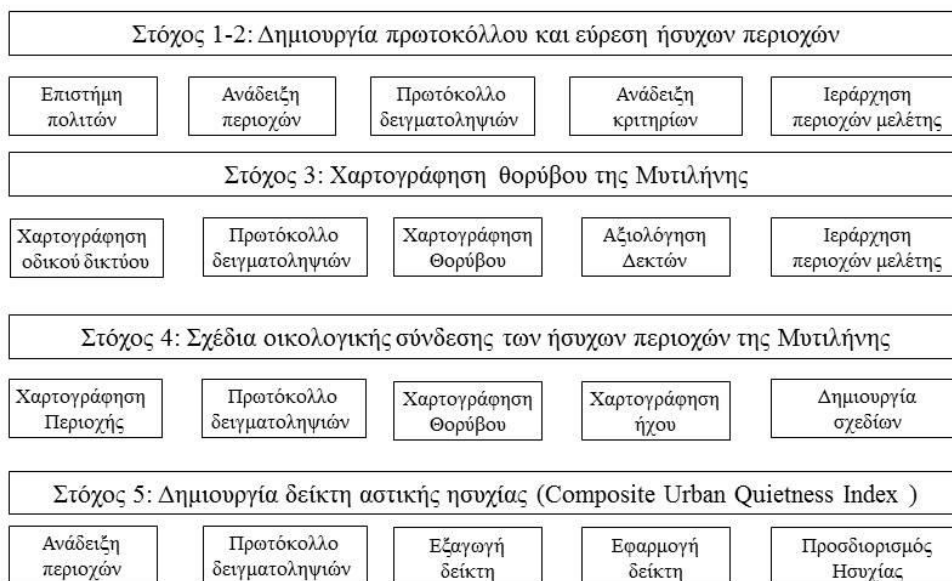 Στόχος 1-2: Δημιουργία πρωτοκόλλου και εύρεση ήσυχων περιοχών
Επιστήμη
πολιτών
Ανάδειξη
περιοχών
Πρωτόκολλο
δειγματοληψιών
Ανάδειξη
κριτηρίων
Ιεράρχηση
περιοχών μελέτης
Στόχος 3: Χαρτογράφηση θορύβου της Μυτιλήνης
Χαρτογράφηση
οδικού δικτύου
Πρωτόκολλο
δειγματοληψιών
Χαρτογράφηση
Θορύβου
Αξιολόγηση
Δεκτών
Ιεράρχηση
περιοχών μελέτης
Στόχος 4: Σχέδια οικολογικής σύνδεσης των ήσυχων περιοχών της Μυτιλήνης
Χαρτογράφηση
Περιοχής
Πρωτόκολλο
δειγματοληψιών
Χαρτογράφηση
Θορύβου
Χαρτογράφηση
ήχου
Δημιουργία
σχεδίων
Στόχος 5: Δημιουργία δείκτη αστικής ησυχίας (Composite Urban Quietness Index )
Ανάδειξη
περιοχών
Πρωτόκολλο
δειγματοληψιών
Εξαγωγή
δείκτη
Εφαρμογή
δείκτη
Προσδιορισμός
Ησυχίας